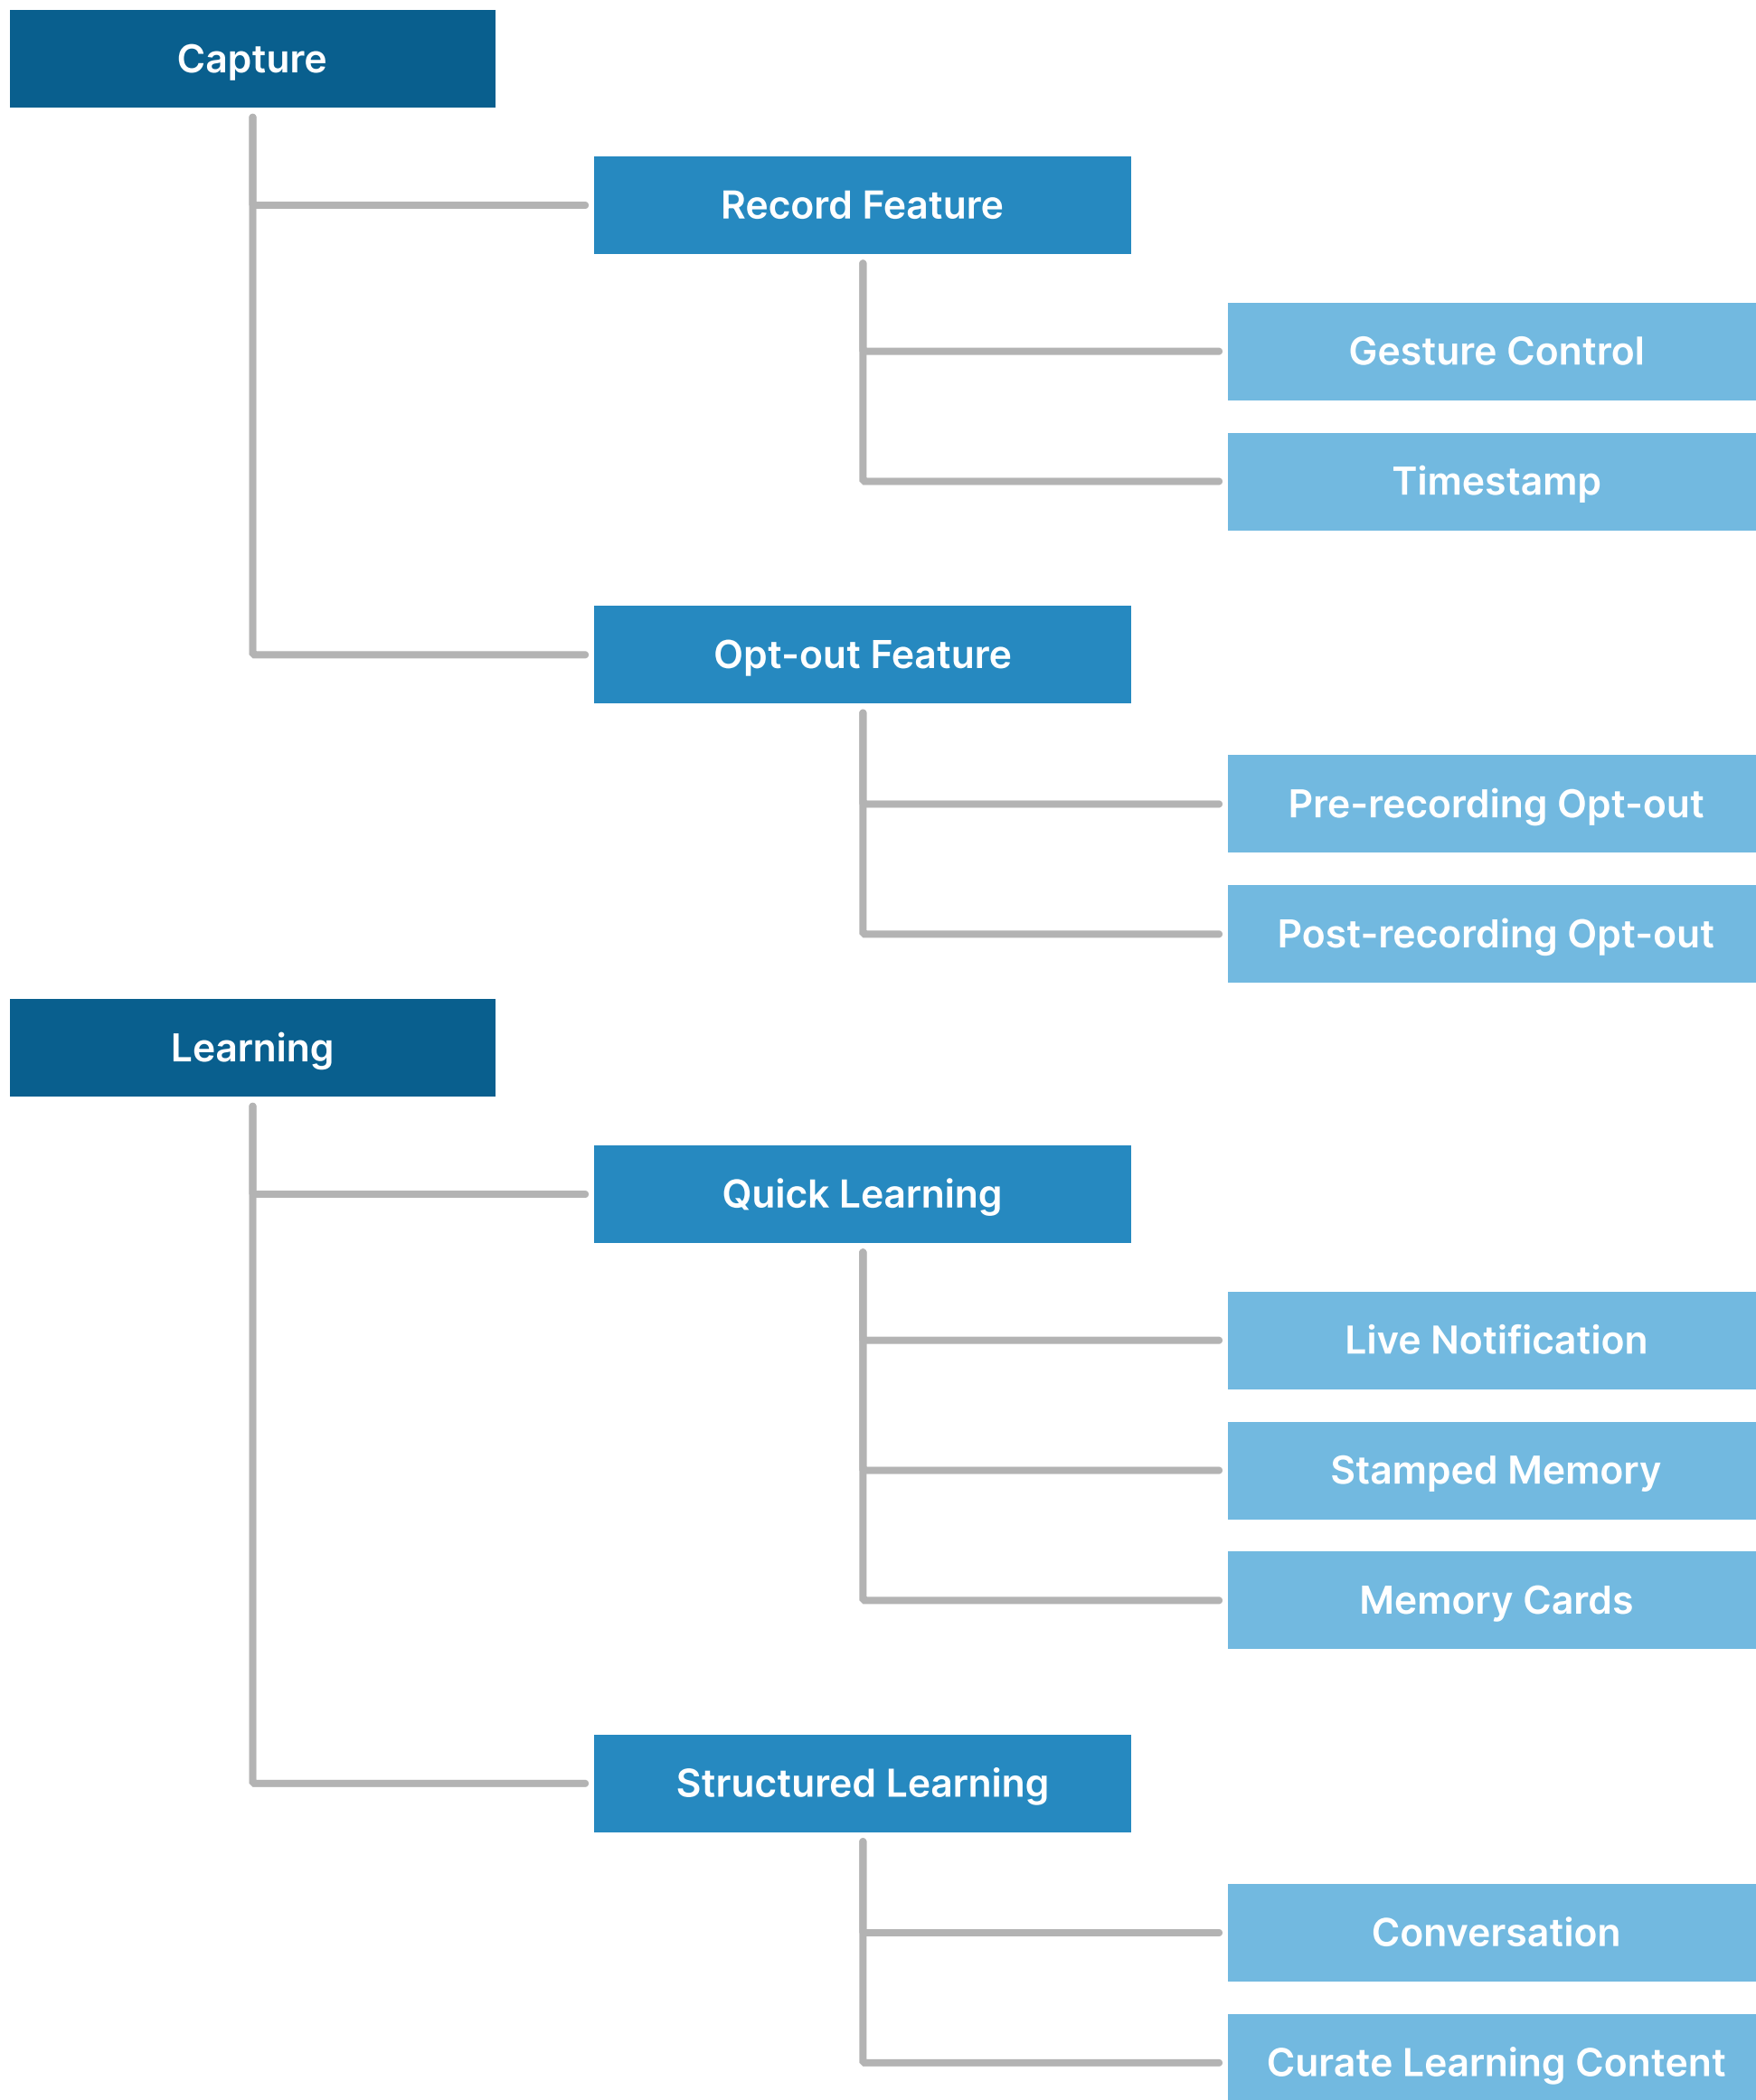 Capture
Record Feature
Gesture Control
Timestamp
Opt-out Feature
Pre-recording Opt-out
Post-recording Opt-out
Learning
Quick Learning
Live Notification
Stamped Memory
Memory Cards
Structured Learning
Conversation
Curate Learning Content